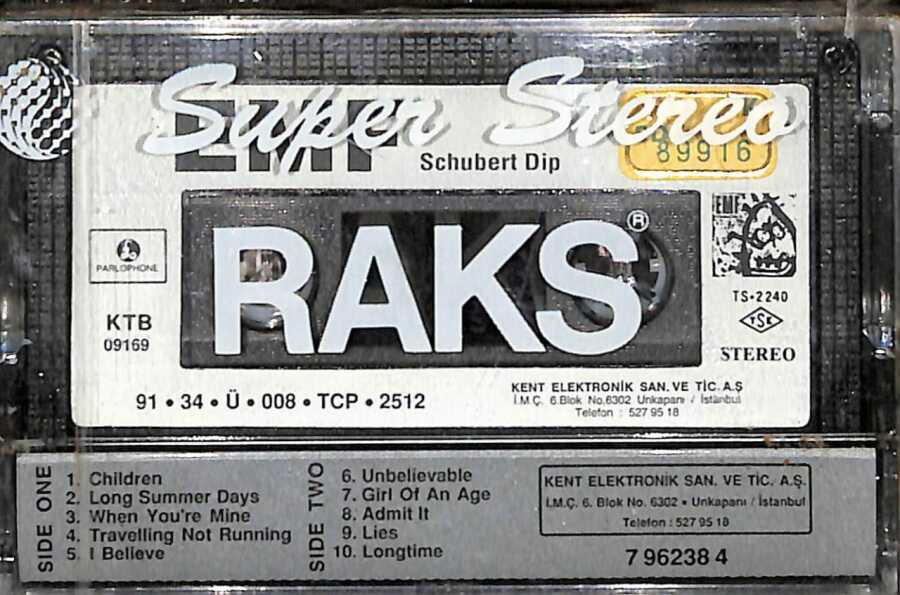 Super Stereo
EMF
Schubert Dip
89916
RAKS®
PARLOPHONE
KTB
09169
EMF
TS•2240
TSK
STEREO
91 • 34 • Ü • 008 • TCP • 2512
KENT ELEKTRONİK SAN. VE TİC. A.Ş
İ.M.Ç. 6.Blok No.6302 Unkapanı / İstanbul
Telefon : 527 95 18
SIDE ONE
1. Children
2. Long Summer Days
3. When You're Mine
4. Travelling Not Running
5. I Believe
SIDE TWO
6. Unbelievable
7. Girl Of An Age
8. Admit It
9. Lies
10. Longtime
KENT ELEKTRONİK SAN. VE TİC. A.Ş.
İ.M.Ç. 6. Blok No. 6302 • Unkapanı / İstanbul
Telefon : 527 95 18
7 96238 4